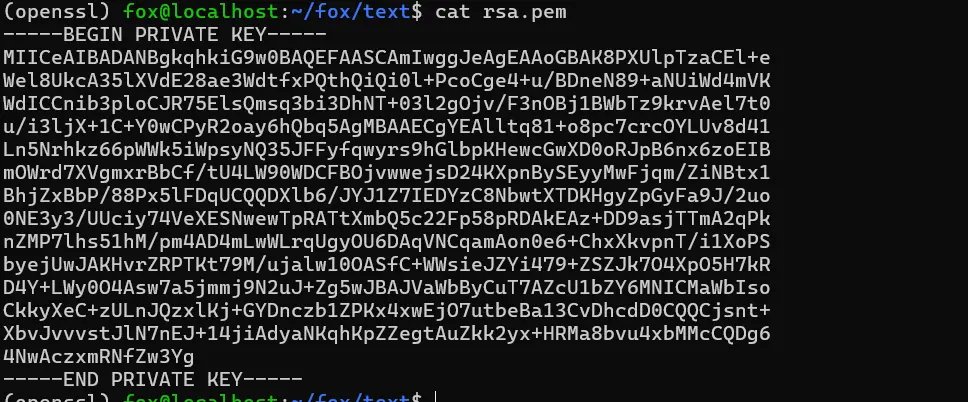 (openssl) fox@localhost:~/fox/text$ cat rsa.pem
-----BEGIN PRIVATE KEY-----
MIICeAIBADANBgkqhkiG9w0BAQEFAASCAmIwggJeAgEAAoGBAK8PXUlpTzaCEl+e
Wel8UkcA35lXVdE28ae3WdtfxPQthQiQi0l+PcoCge4+u/BDneN89+aNUiWd4mVK
WdICCnib3ploCJR75ElsQmsq3bi3DhNT+03l2gOjv/F3nOBj1BWbTz9krvAel7t0
u/i3ljX+1C+Y0wCPyR2oay6hQbq5AgMBAAECgYEAlltq81+o8pc7crcOYLUv8d41
Ln5Nrhkz66pWWk5iWpsyNQ35JFFyfqwyrs9hGlbpKHewcGwXD0oRJpB6nx6zoEIB
mOWrd7XVgmxrBbCf/tU4LW90WDCFBOjvwwejsD24KXpnBySEyyMwFjqm/ZiNBtx1
BhjZxBbP/88Px5lFDqUCQQDXlb6/JYJ1Z7IEDYzC8NbwtXTDKHgyZpGyFa9J/2uo
0NE3y3/UUciy74VeXESNwewTpRATtXmbQ5c22Fp58pRDAkEAz+DD9asjTTmA2qPk
nZMP7lhs51hM/pm4AD4mLwWLrqUgyOU6DAqVNCqamAon0e6+ChxXkvpnT/i1XoPS
byejUwJAKHvrZRPTKt79M/ujalw10OASfC+WWsieJZYi479+ZSZJk7O4XpO5H7kR
D4Y+LWy0O4Asw7a5jmmj9N2uJ+Zg5wJBAJVaWbByCuT7AZcU1bZY6MNICMaWbIso
CkkyXeC+zULnJQzxlKj+GYDnczb1ZPKx4xwEjO7utbeBa13CvDhcdD0CQQCjsnt+
XbvJvvvstJlN7nEJ+14jiAdyaNKqhKpZZegtAuZkk2yx+HRMa8bvu4xbMMcCQDg6
4NwAczxmRNfZw3Yg
-----END PRIVATE KEY-----
(openssl) fox@localhost:~/fox/text$